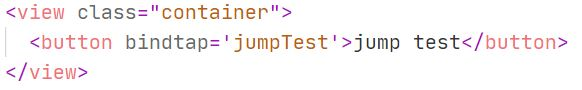 <view class="container">
  <button bindtap='jumpTest'>jump test</button>
</view>